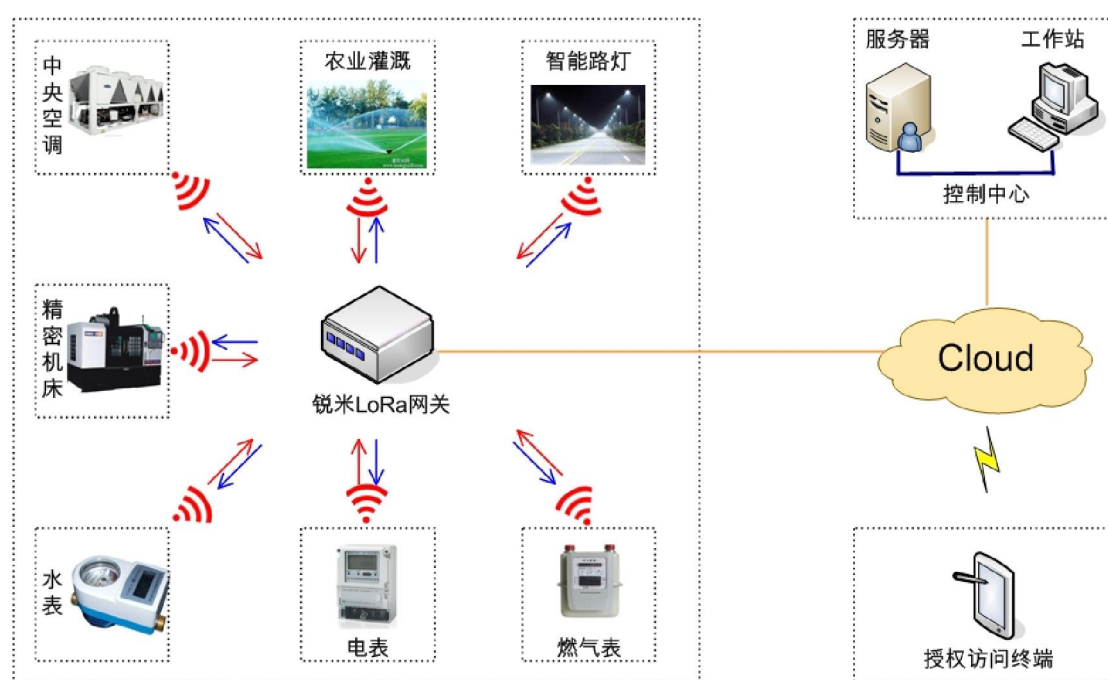 中央空调
农业灌溉
智能路灯
服务器
工作站
控制中心
精密机床
锐米LoRa网关
Cloud
水表
电表
燃气表
授权访问终端